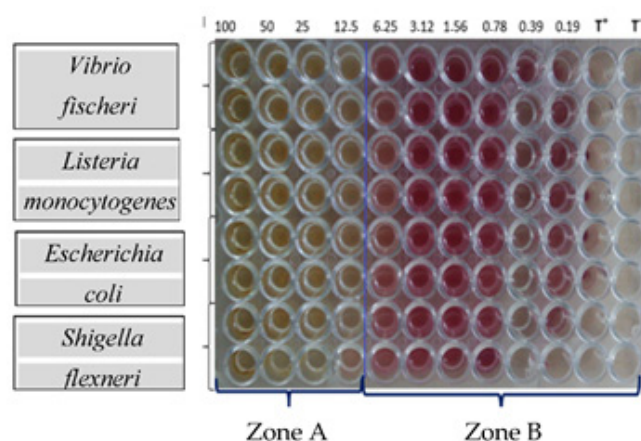 100 50 25 12.5 6.25 3.12 1.56 0.78 0.39 0.19 T⁺ T
Vibrio
fischeri
Listeria
monocytogenes
Escherichia
coli
Shigella
flexneri
Zone A Zone B